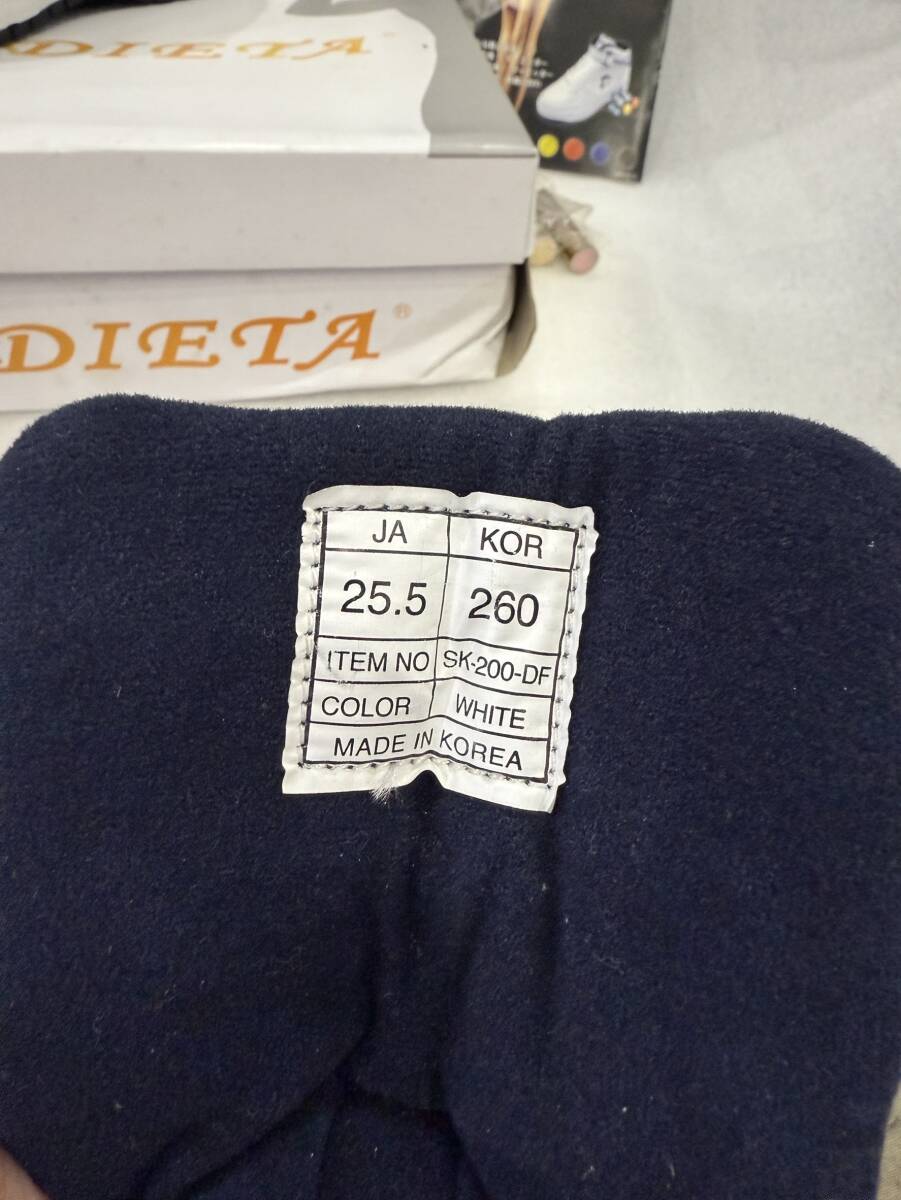 DIETA
DIETA®
JA KOR
25.5 260
ITEM NO SK-200-DF
COLOR WHITE
MADE IN KOREA